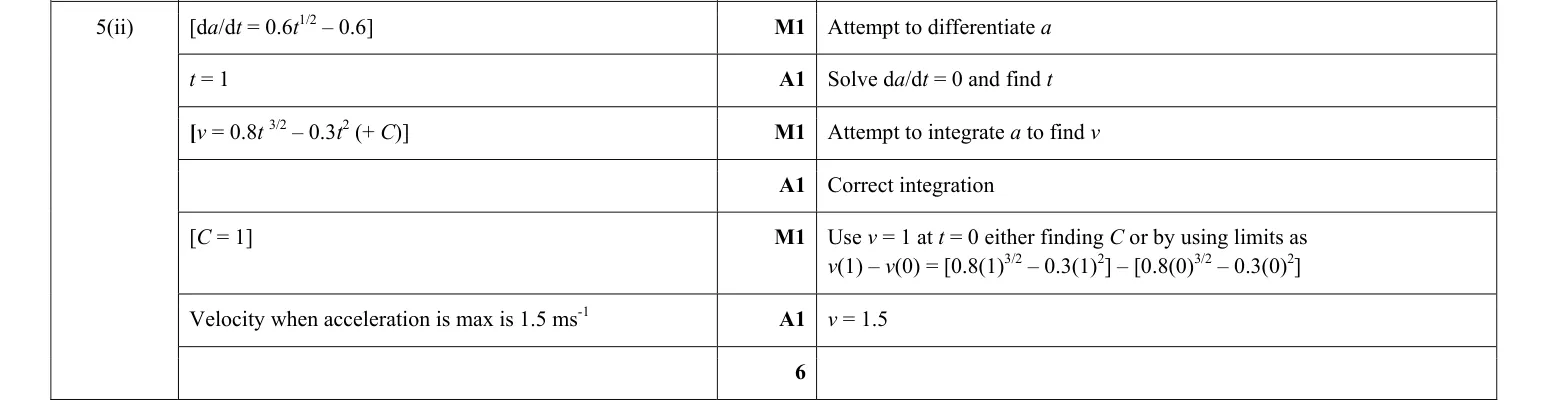 5(ii) [da/dt = 0.6t^{1/2} – 0.6] M1 Attempt to differentiate a
t = 1 A1 Solve da/dt = 0 and find t
[v = 0.8t^{3/2} – 0.3t^{2} (+ C)] M1 Attempt to integrate a to find v
A1 Correct integration
[C = 1] M1 Use v = 1 at t = 0 either finding C or by using limits as
v(1) – v(0) = [0.8(1)^{3/2} – 0.3(1)^{2}] – [0.8(0)^{3/2} – 0.3(0)^{2}]
Velocity when acceleration is max is 1.5 ms^{-1} A1 v = 1.5
6